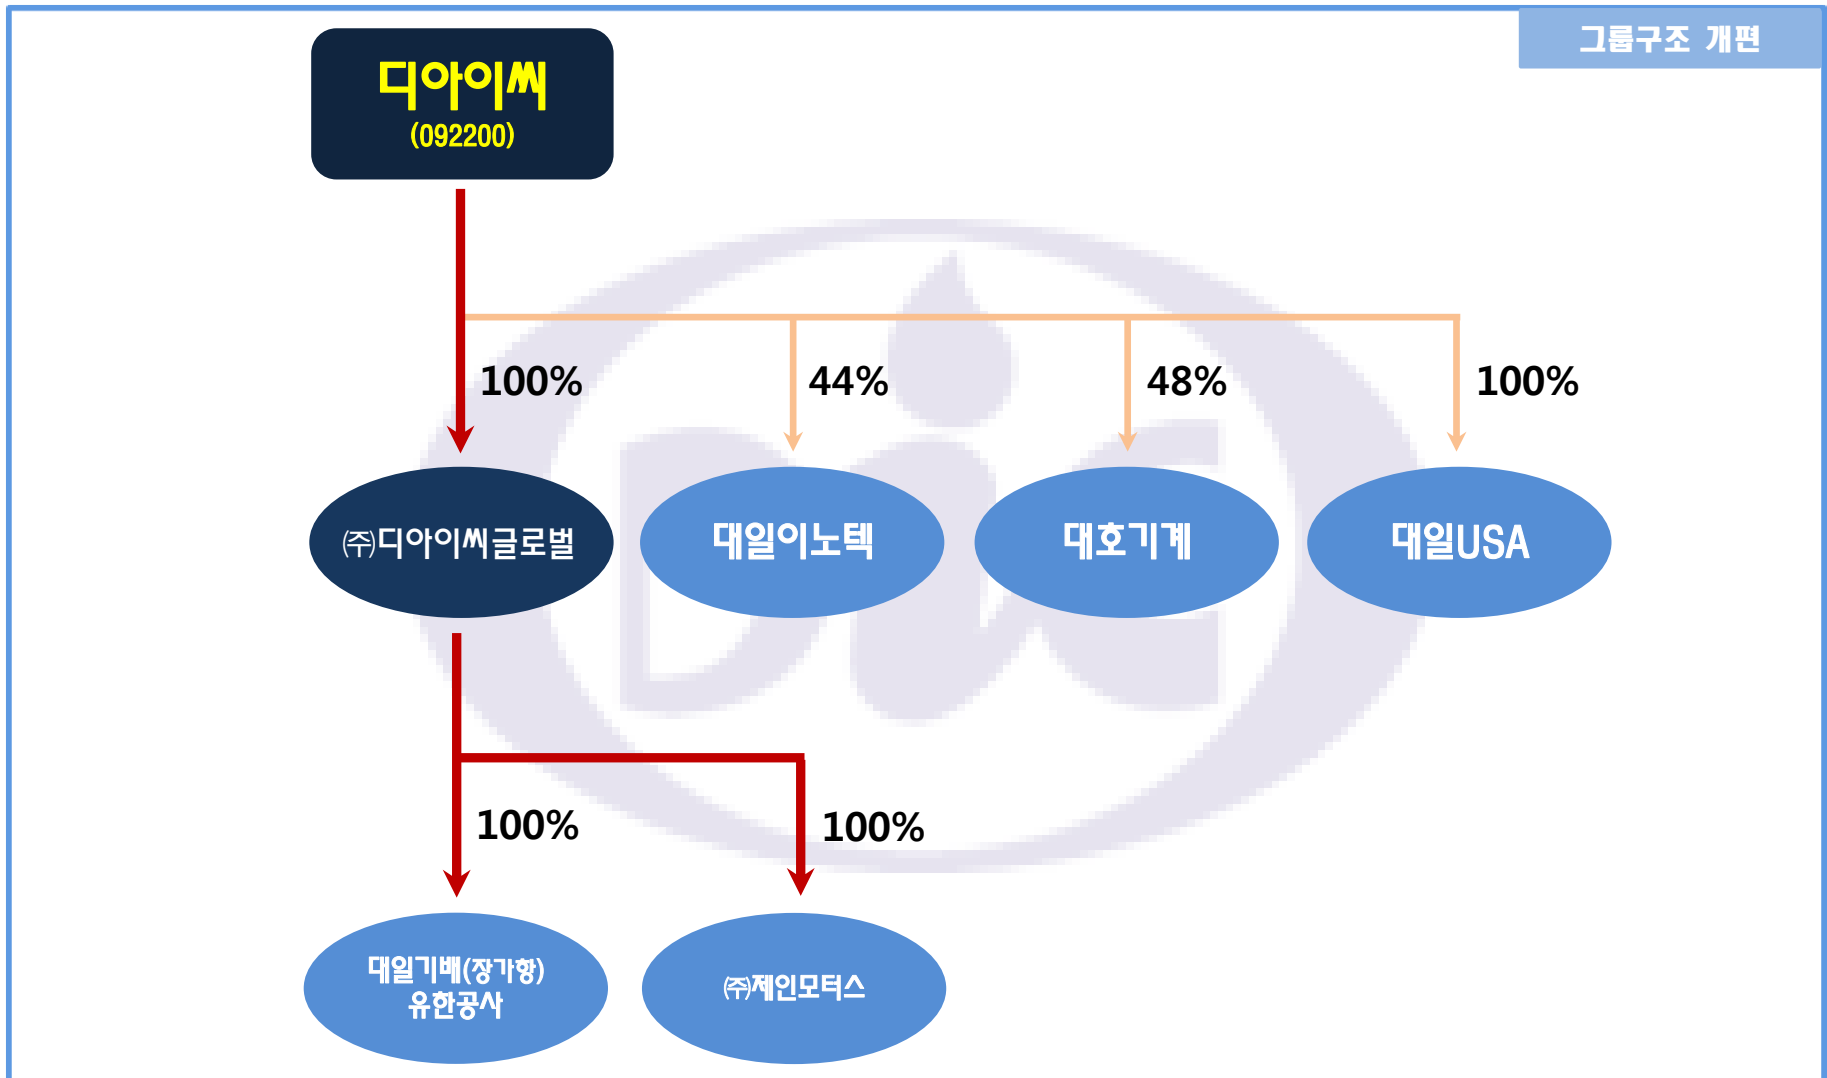 그룹구조 개편
디아이씨
(092200)
100%
44%
48%
100%
㈜디아이씨글로벌
대일이노텍
대호기계
대일USA
100%
100%
대일기배(장가항)
유한공사
㈜제인모터스
DIC